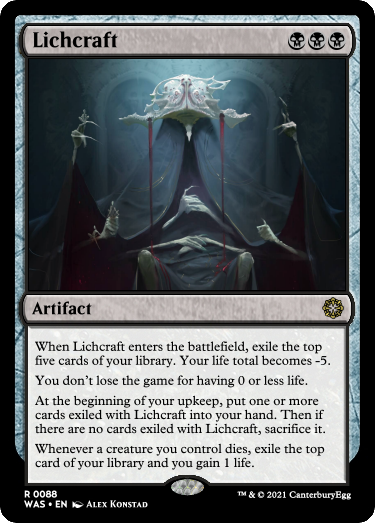 Lichcraft
Artifact
When Lichcraft enters the battlefield, exile the top
five cards of your library. Your life total becomes -5.
You don't lose the game for having 0 or less life.
At the beginning of your upkeep, put one or more
cards exiled with Lichcraft into your hand. Then if
there are no cards exiled with Lichcraft, sacrifice it.
Whenever a creature you control dies, exile the top
card of your library and you gain 1 life.
R 0088
WAS • EN ALEX KONSTAD
™ & © 2021 CanterburyEgg